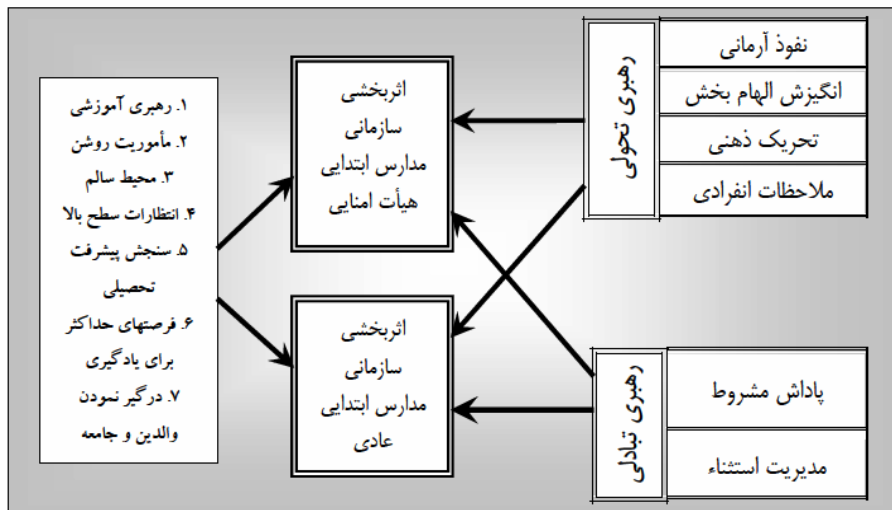 نفوذ آرمانی
انگیزش الهام بخش
تحریک ذهنی
ملاحظات انفرادی
رهبری تحولی
پاداش مشروط
مدیریت استثناء
رهبری تبادلی
اثربخشی
سازمانی
مدارس ابتدایی
هیأت امنایی
اثربخشی
سازمانی
مدارس ابتدایی
عادی
۱. رهبری آموزشی
۲. مأموریت روشن
۳. محیط سالم
۴. انتظارات سطح بالا
۵. سنجش پیشرفت
تحصیلی
۶. فرصتهای حداکثر
برای یادگیری
۷. درگیر نمودن
والدین و جامعه